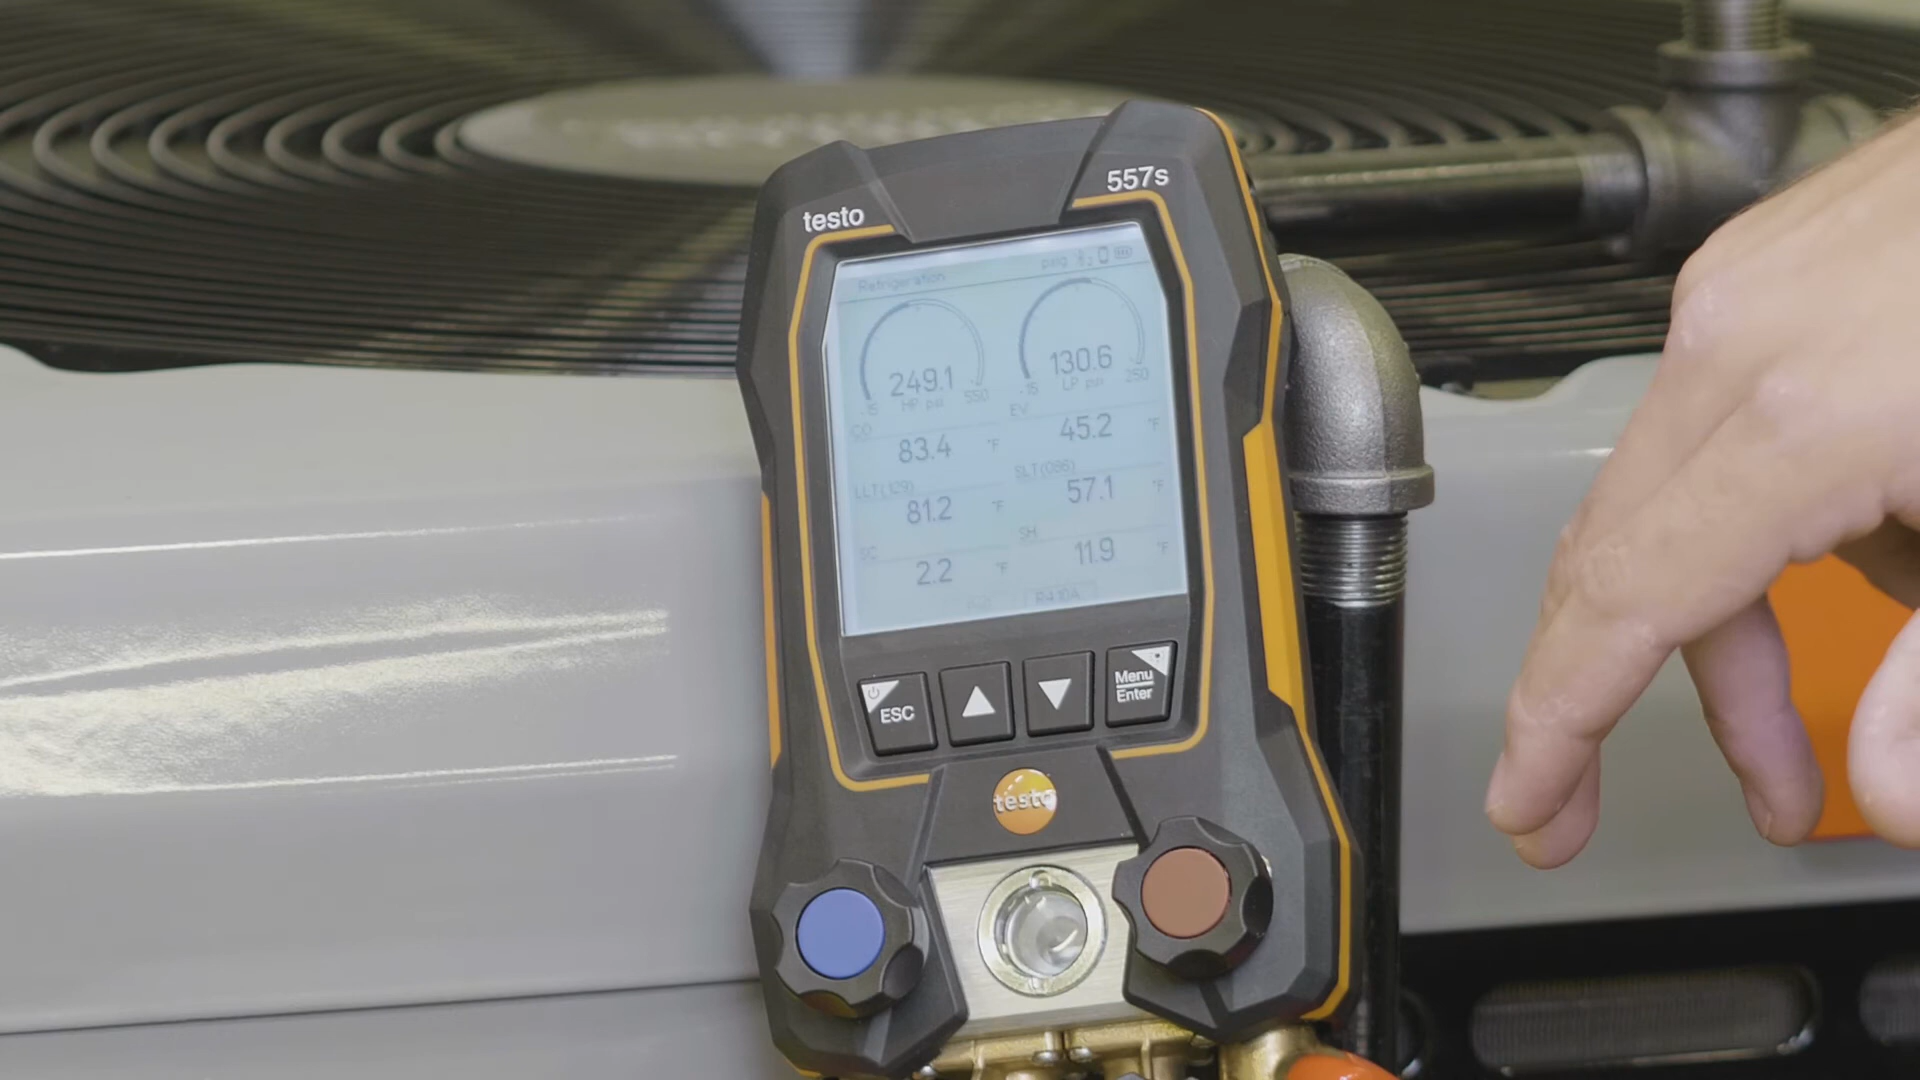 testo
557s
Refrigeration
psig
249.1
130.6
-15 HP psi 550
-15 LP psi 250
CO
EV
83.4 °F
45.2 °F
LLT(129)
SLT(086)
81.2 °F
57.1 °F
SC
SH
2.2 °F
11.9 °F
R410A
ESC
Menu
Enter
testo